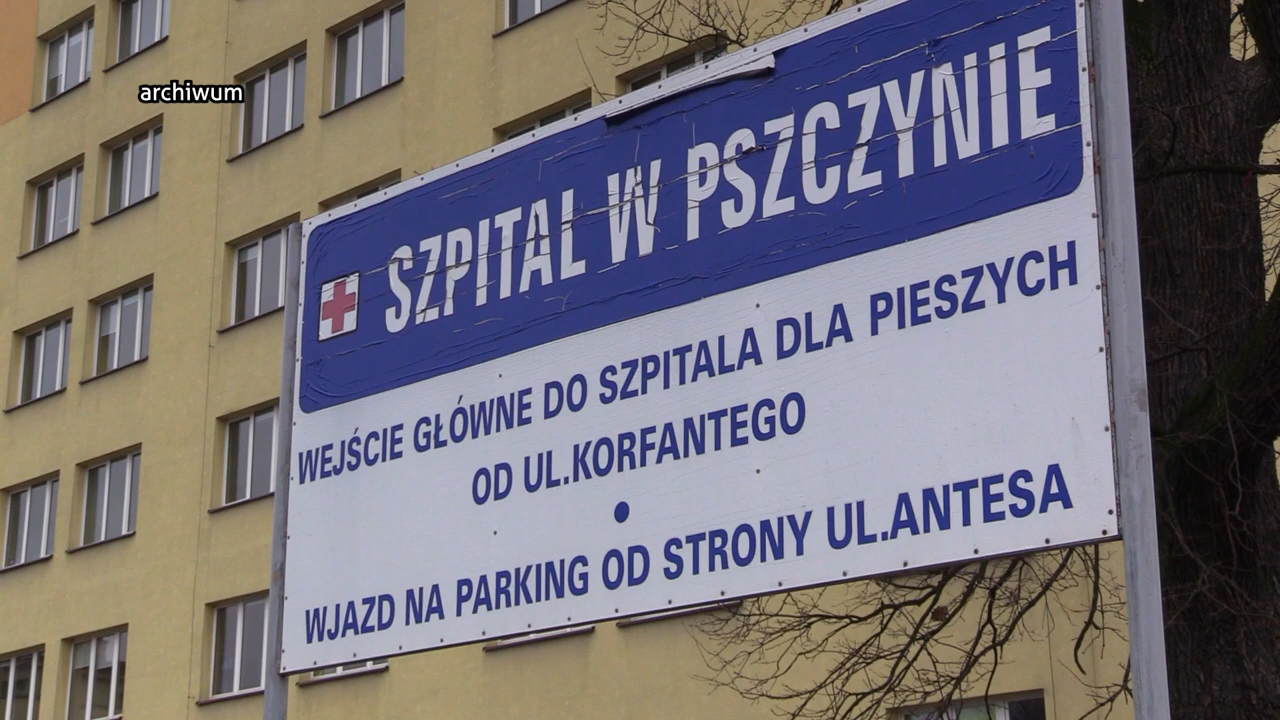 archiwum
SZPITAL W PSZCZYNIE
WEJŚCIE GŁÓWNE DO SZPITALA DLA PIESZYCH
OD UL.KORFANTEGO
•
WJAZD NA PARKING OD STRONY UL.ANTESA